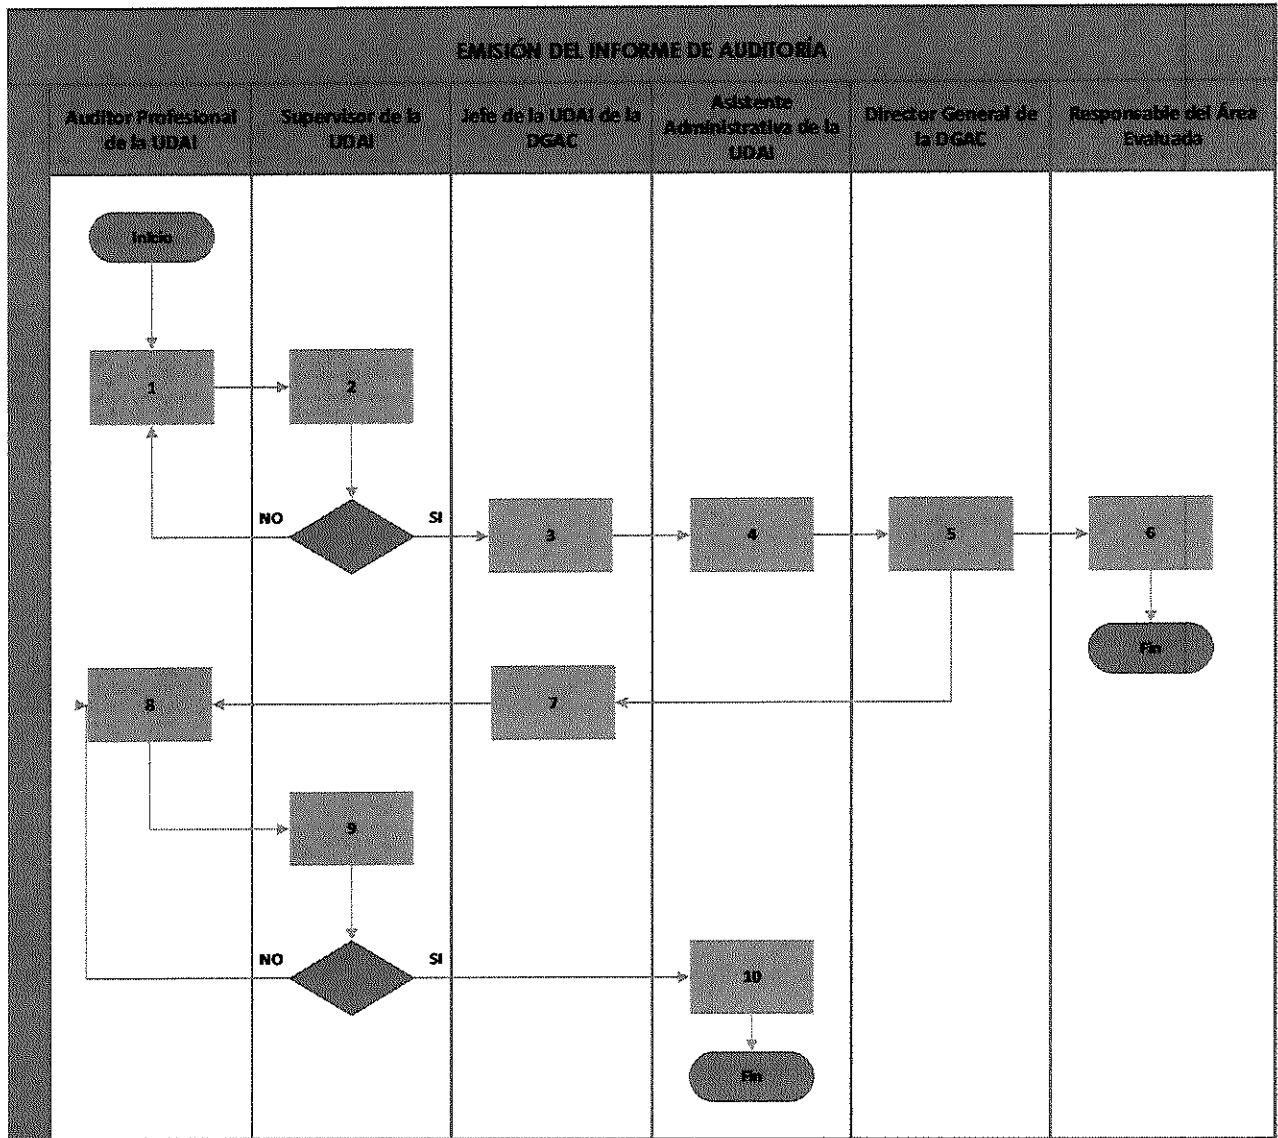 EMISIÓN DEL INFORME DE AUDITORÍA
Auditor Profesional
de la UDAI
Supervisor de la
UDAI
Jefe de la UDAI de la
DGAC
Asistente
Administrativa de la
UDAI
Director General de
la DGAC
Responsable del Área
Evaluada
Inicio
1
2
NO
SI
3
4
5
6
Fin
8
7
9
NO
SI
10
Fin